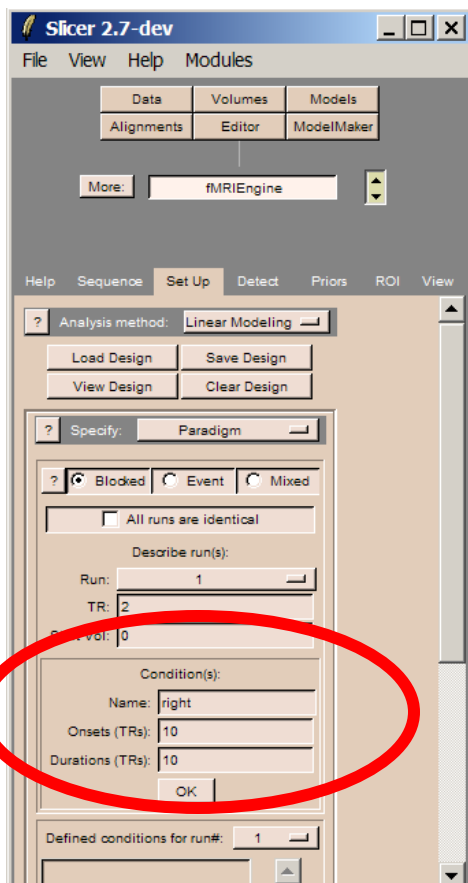 Slicer 2.7-dev
File View Help Modules
Data Volumes Models
Alignments Editor ModelMaker
More: fMRIEngine
Help Sequence Set Up Detect Priors ROI View
? Analysis method: Linear Modeling
Load Design Save Design
View Design Clear Design
? Specify: Paradigm
? Blocked Event Mixed
All runs are identical
Describe run(s):
Run: 1
TR: 2
Vol: 0
Condition(s):
Name: right
Onsets (TRs): 10
Durations (TRs): 10
OK
Defined conditions for run#: 1